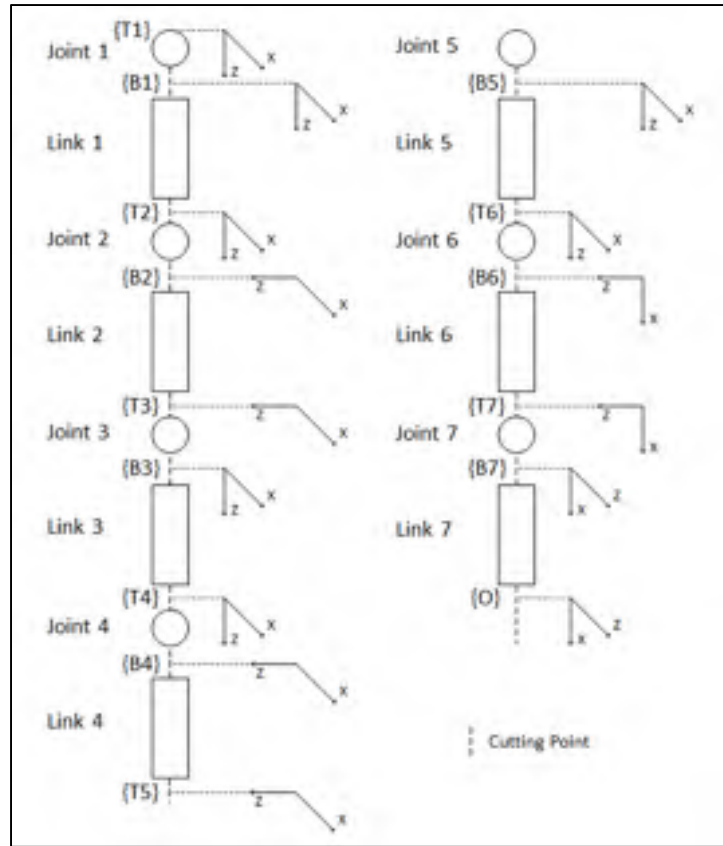 {T1}
Joint 1
z
x
{B1}
z
x
Link 1
{T2}
Joint 2
z
x
{B2}
z
x
Link 2
{T3}
z
x
Joint 3
{B3}
z
x
Link 3
{T4}
Joint 4
z
x
{B4}
z
x
Link 4
{T5}
z
x
Joint 5
{B5}
z
x
Link 5
{T6}
Joint 6
z
x
{B6}
z
x
Link 6
{T7}
z
x
Joint 7
{B7}
x
z
Link 7
{O}
x
z
Cutting Point